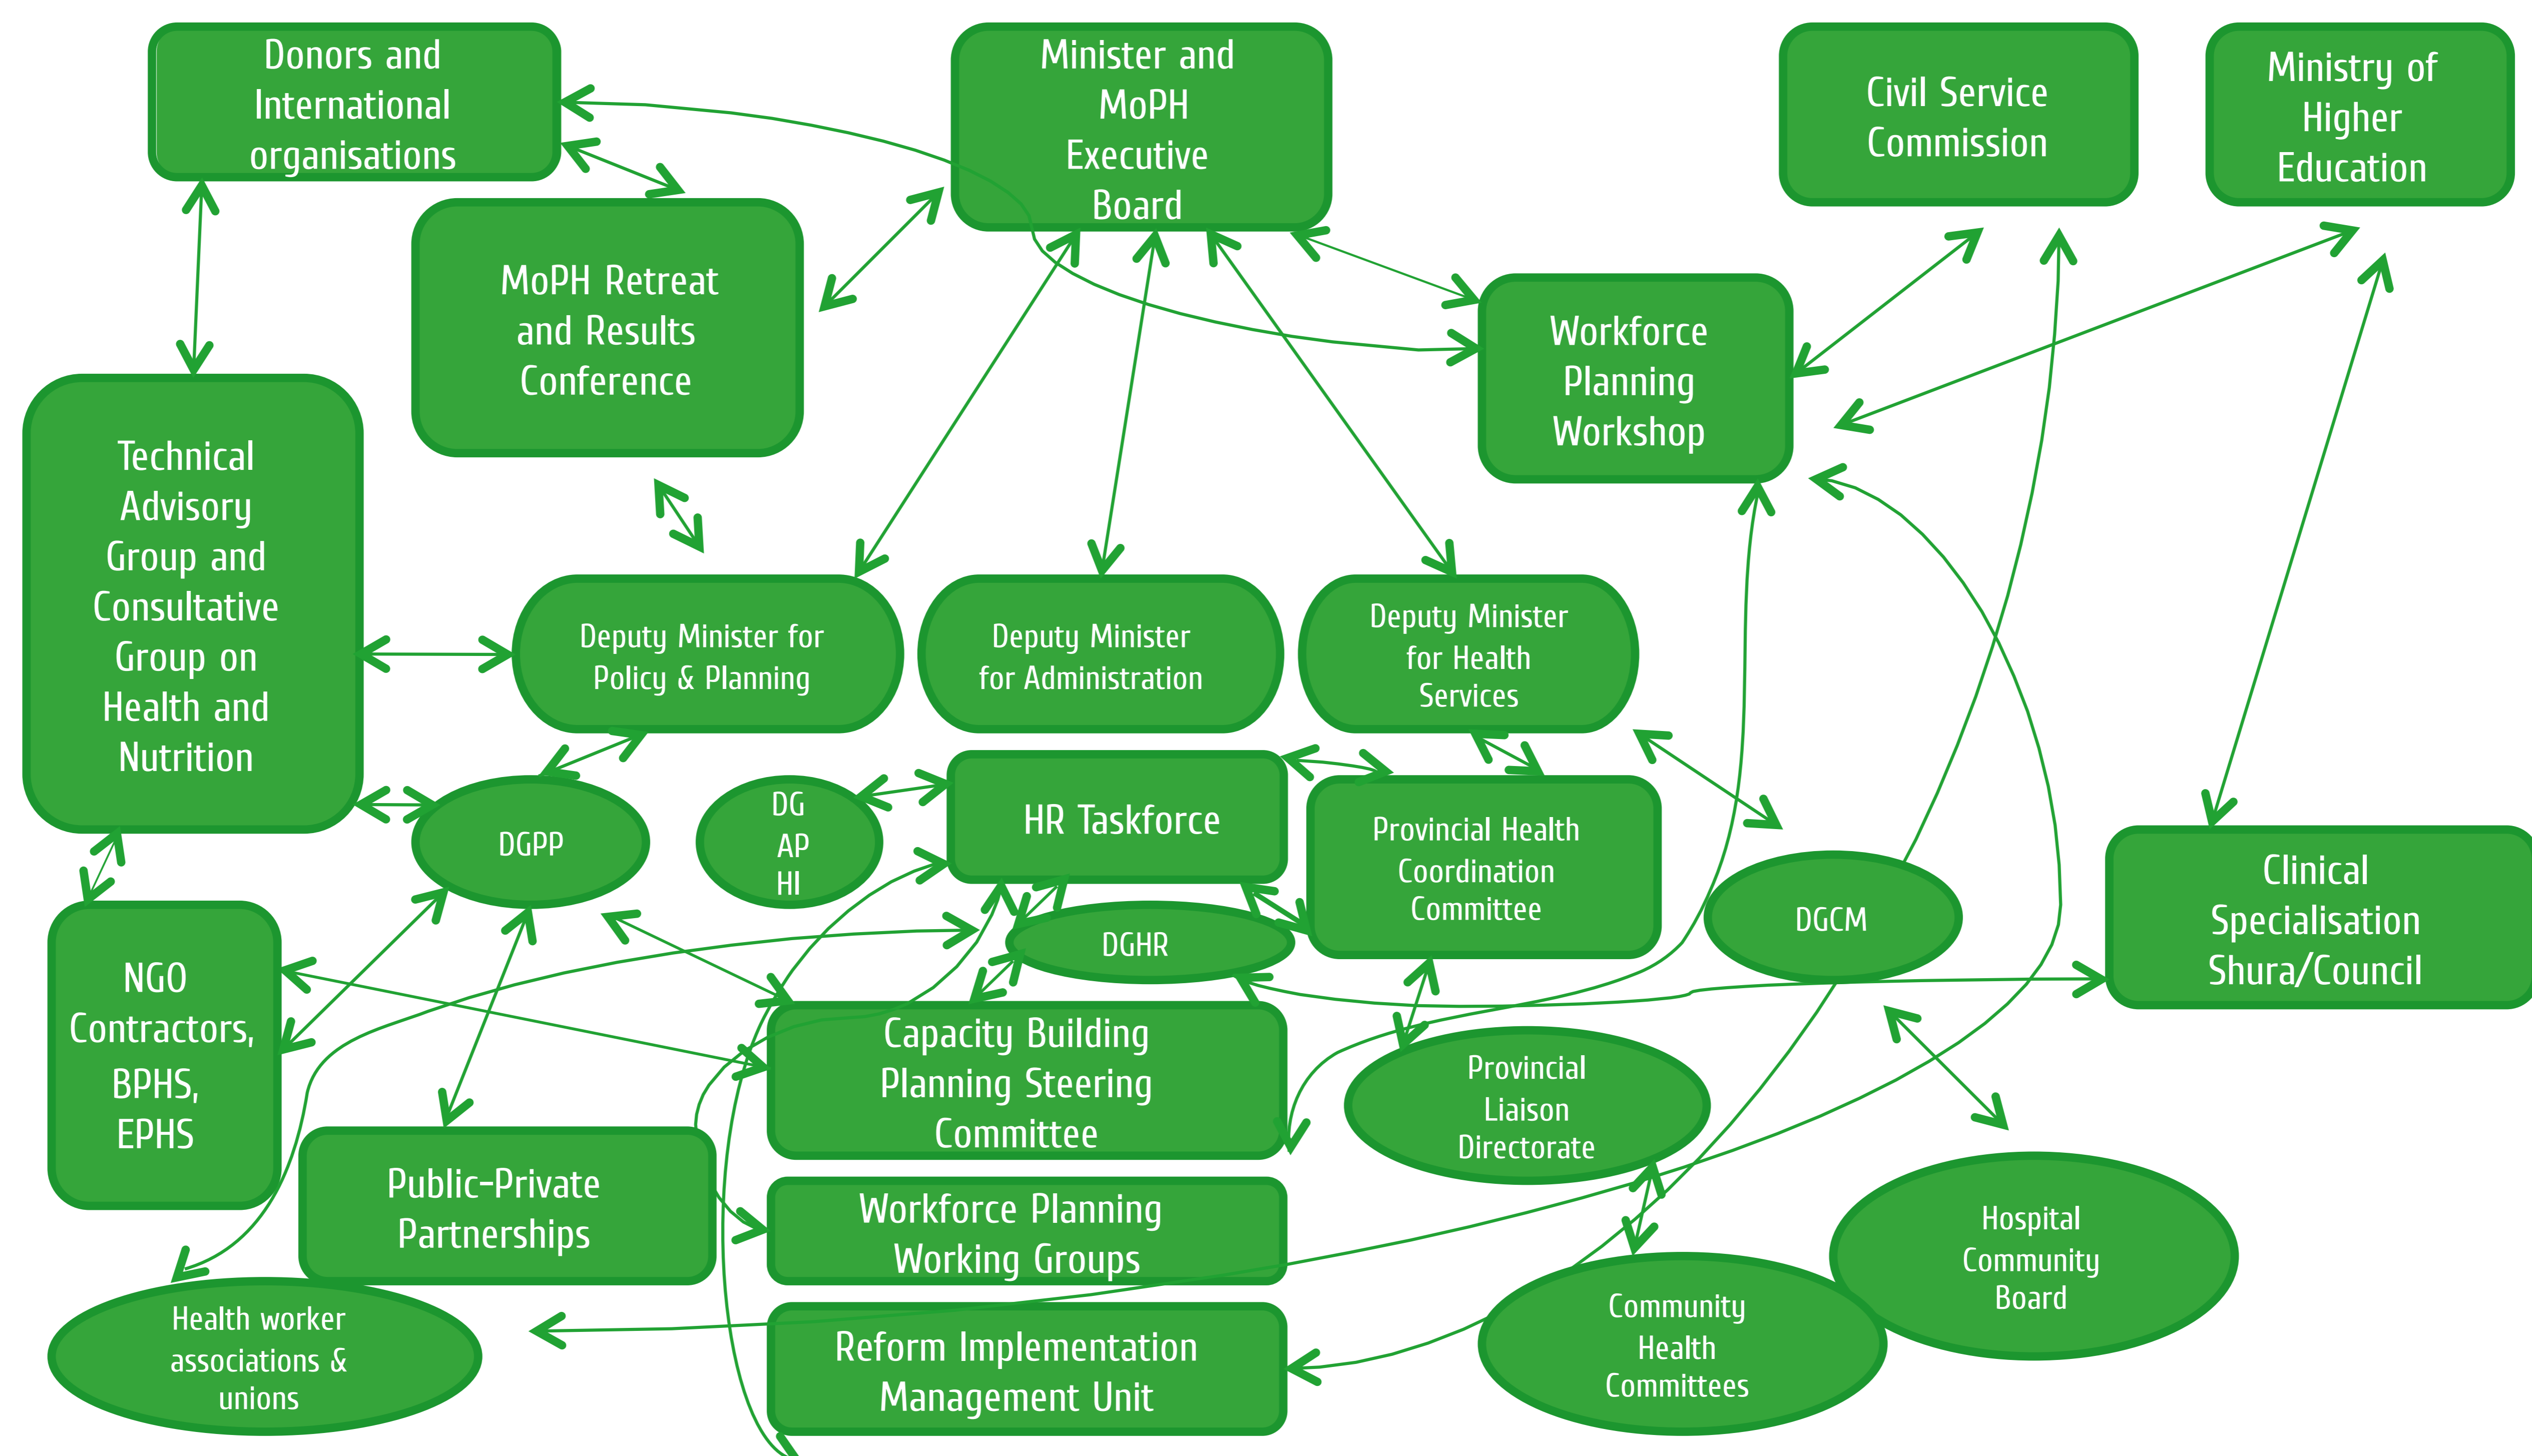 Donors and
International
organisations
Minister and
MoPH
Executive
Board
Civil Service
Commission
Ministry of
Higher
Education
MoPH Retreat
and Results
Conference
Workforce
Planning
Workshop
Technical
Advisory
Group and
Consultative
Group on
Health and
Nutrition
Deputy Minister for
Policy & Planning
Deputy Minister
for Administration
Deputy Minister
for Health
Services
DGPP
DG
AP
HI
HR Taskforce
Provincial Health
Coordination
Committee
DGHR
DGCM
Clinical
Specialisation
Shura/Council
NGO
Contractors,
BPHS,
EPHS
Capacity Building
Planning Steering
Committee
Provincial
Liaison
Directorate
Public-Private
Partnerships
Workforce Planning
Working Groups
Hospital
Community
Board
Health worker
associations &
unions
Reform Implementation
Management Unit
Community
Health
Committees